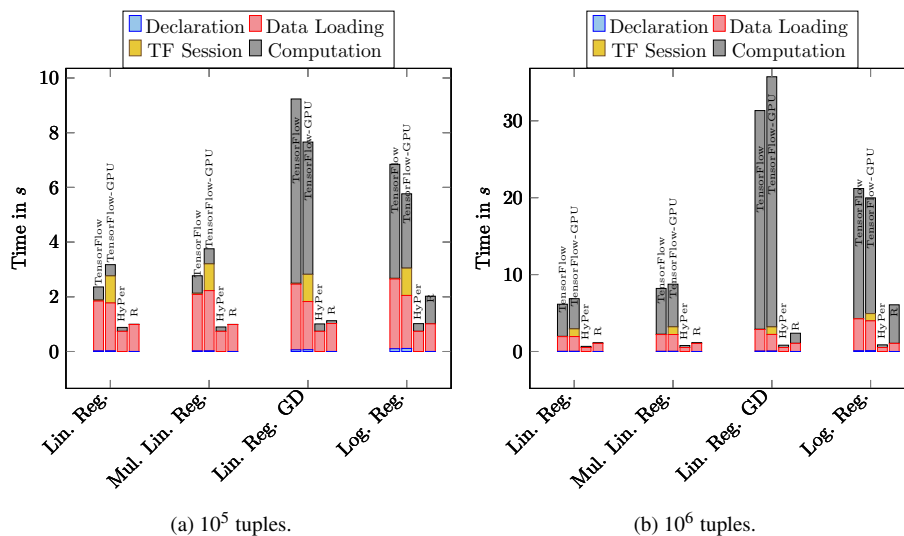 Declaration Data Loading
TF Session Computation
Time in s
10
8
6
4
2
0
TensorFlow
TensorFlow-GPU
HyPer
R
TensorFlow
TensorFlow-GPU
HyPer
R
TensorFlow
TensorFlow-GPU
HyPer
R
TensorFlow
TensorFlow-GPU
HyPer
R
Lin. Reg.
Mul. Lin. Reg.
Lin. Reg. GD
Log. Reg.
(a) 10⁵ tuples.
Declaration Data Loading
TF Session Computation
Time in s
30
20
10
0
TensorFlow
TensorFlow-GPU
HyPer
R
TensorFlow
TensorFlow-GPU
HyPer
R
TensorFlow
TensorFlow-GPU
HyPer
R
TensorFlow
TensorFlow-GPU
HyPer
R
Lin. Reg.
Mul. Lin. Reg.
Lin. Reg. GD
Log. Reg.
(b) 10⁶ tuples.